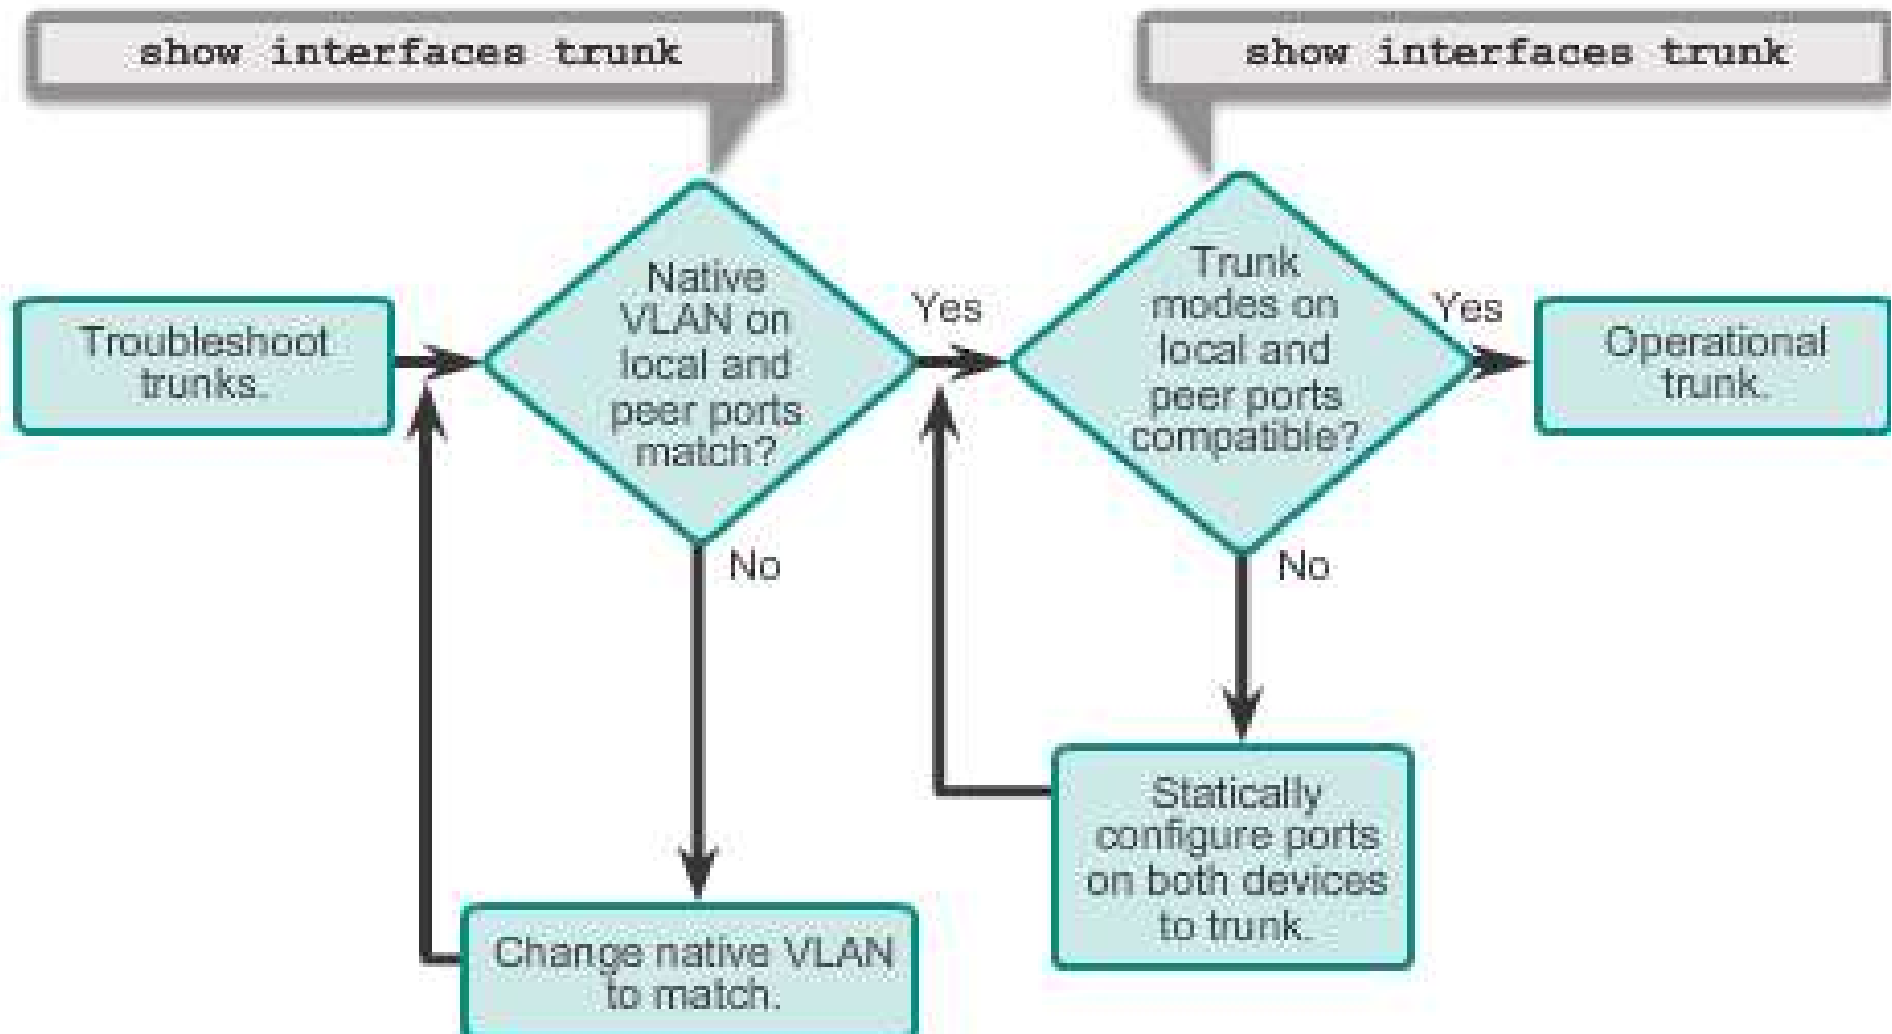 show interfaces trunk
show interfaces trunk
Troubleshoot
trunks.
Native
VLAN on
local and
peer ports
match?
Yes
Trunk
modes on
local and
peer ports
compatible?
Yes
Operational
trunk.
No
No
Statically
configure ports
on both devices
to trunk.
Change native VLAN
to match.